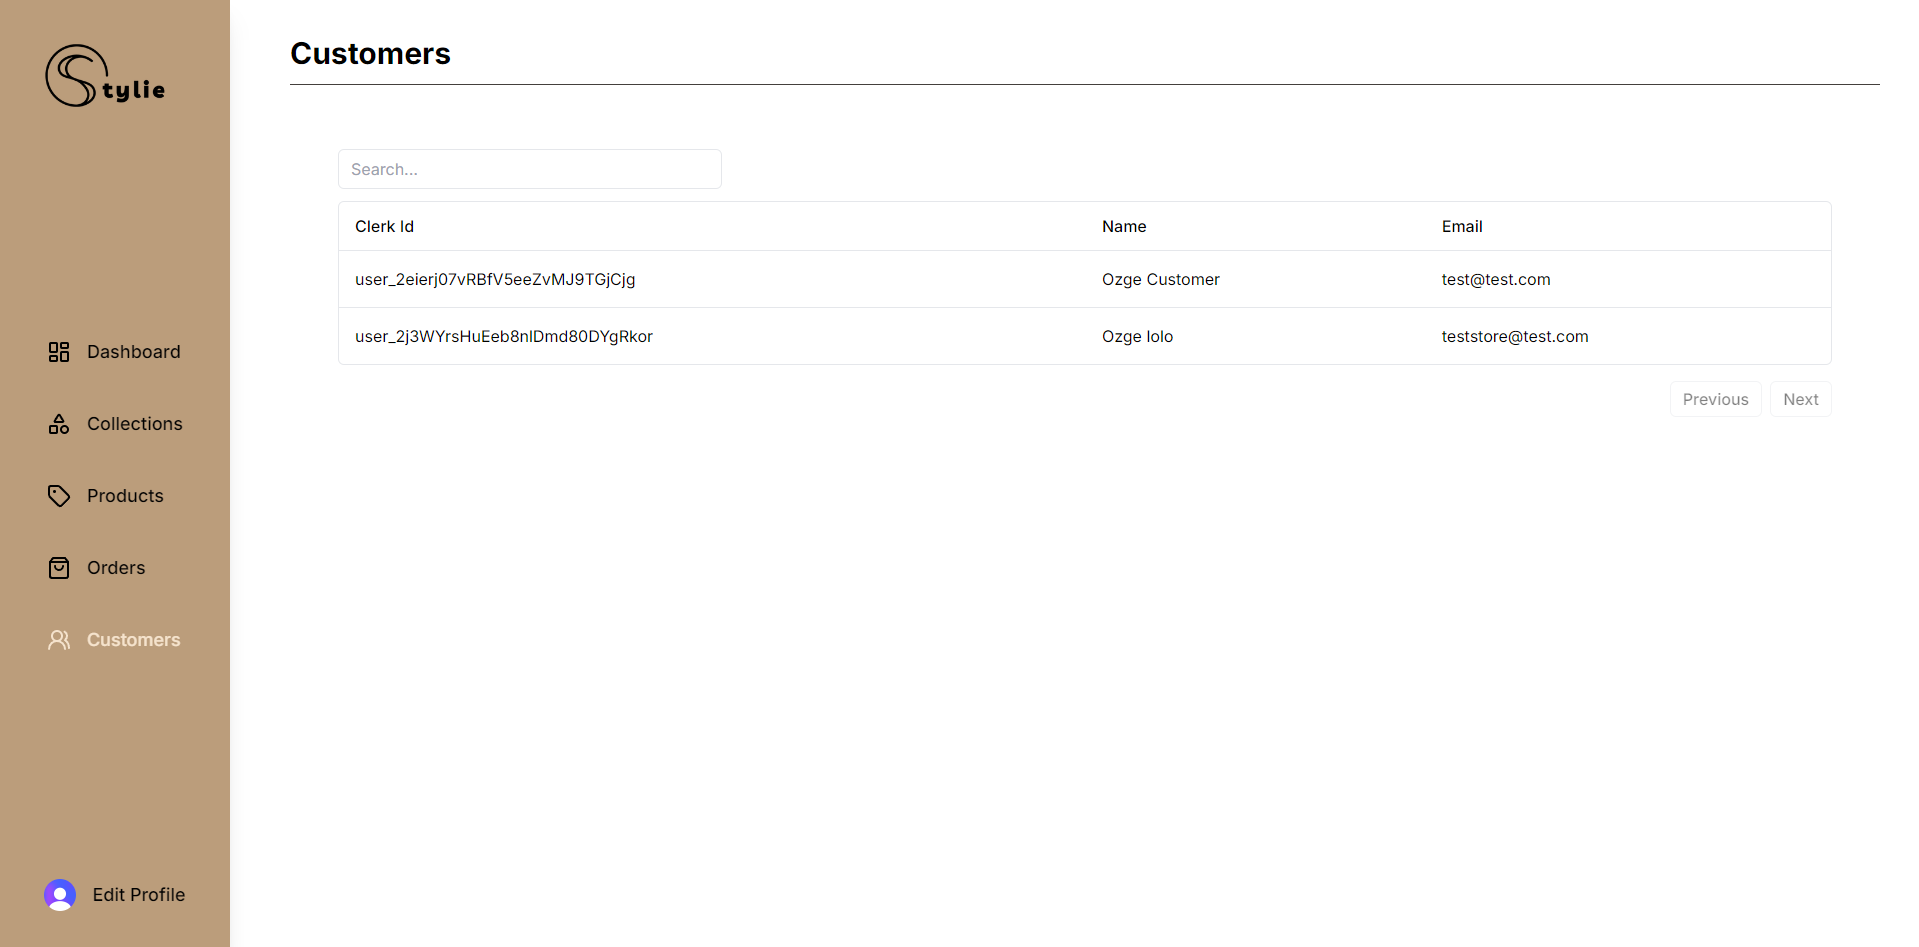 Stylie
Dashboard
Collections
Products
Orders
Customers
Edit Profile
Customers
Search...
Clerk Id Name Email
user_2eierj07vRBfV5eeZvMJ9TGjCjg Ozge Customer test@test.com
user_2j3WYrsHuEeb8nlDmd80DYgRkor Ozge lolo teststore@test.com
Previous Next